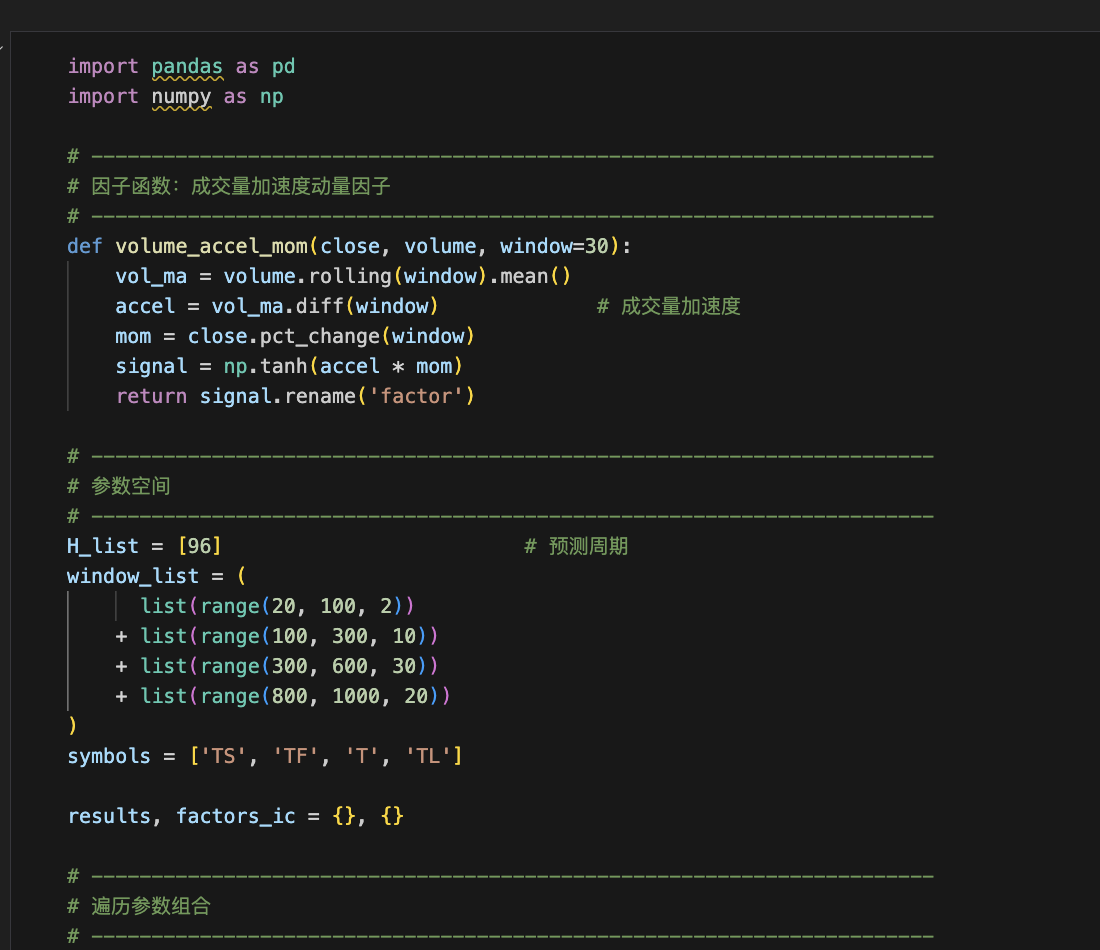 import pandas as pd
import numpy as np
# ----------------------------------------------------------------------
# 因子函数：成交量加速度动量因子
# ----------------------------------------------------------------------
def volume_accel_mom(close, volume, window=30):
    vol_ma = volume.rolling(window).mean()
    accel = vol_ma.diff(window)             # 成交量加速度
    mom = close.pct_change(window)
    signal = np.tanh(accel * mom)
    return signal.rename('factor')
# ----------------------------------------------------------------------
# 参数空间
# ----------------------------------------------------------------------
H_list = [96]                         # 预测周期
window_list = (
      list(range(20, 100, 2))
    + list(range(100, 300, 10))
    + list(range(300, 600, 30))
    + list(range(800, 1000, 20))
)
symbols = ['TS', 'TF', 'T', 'TL']
results, factors_ic = {}, {}
# ----------------------------------------------------------------------
# 遍历参数组合
# ----------------------------------------------------------------------